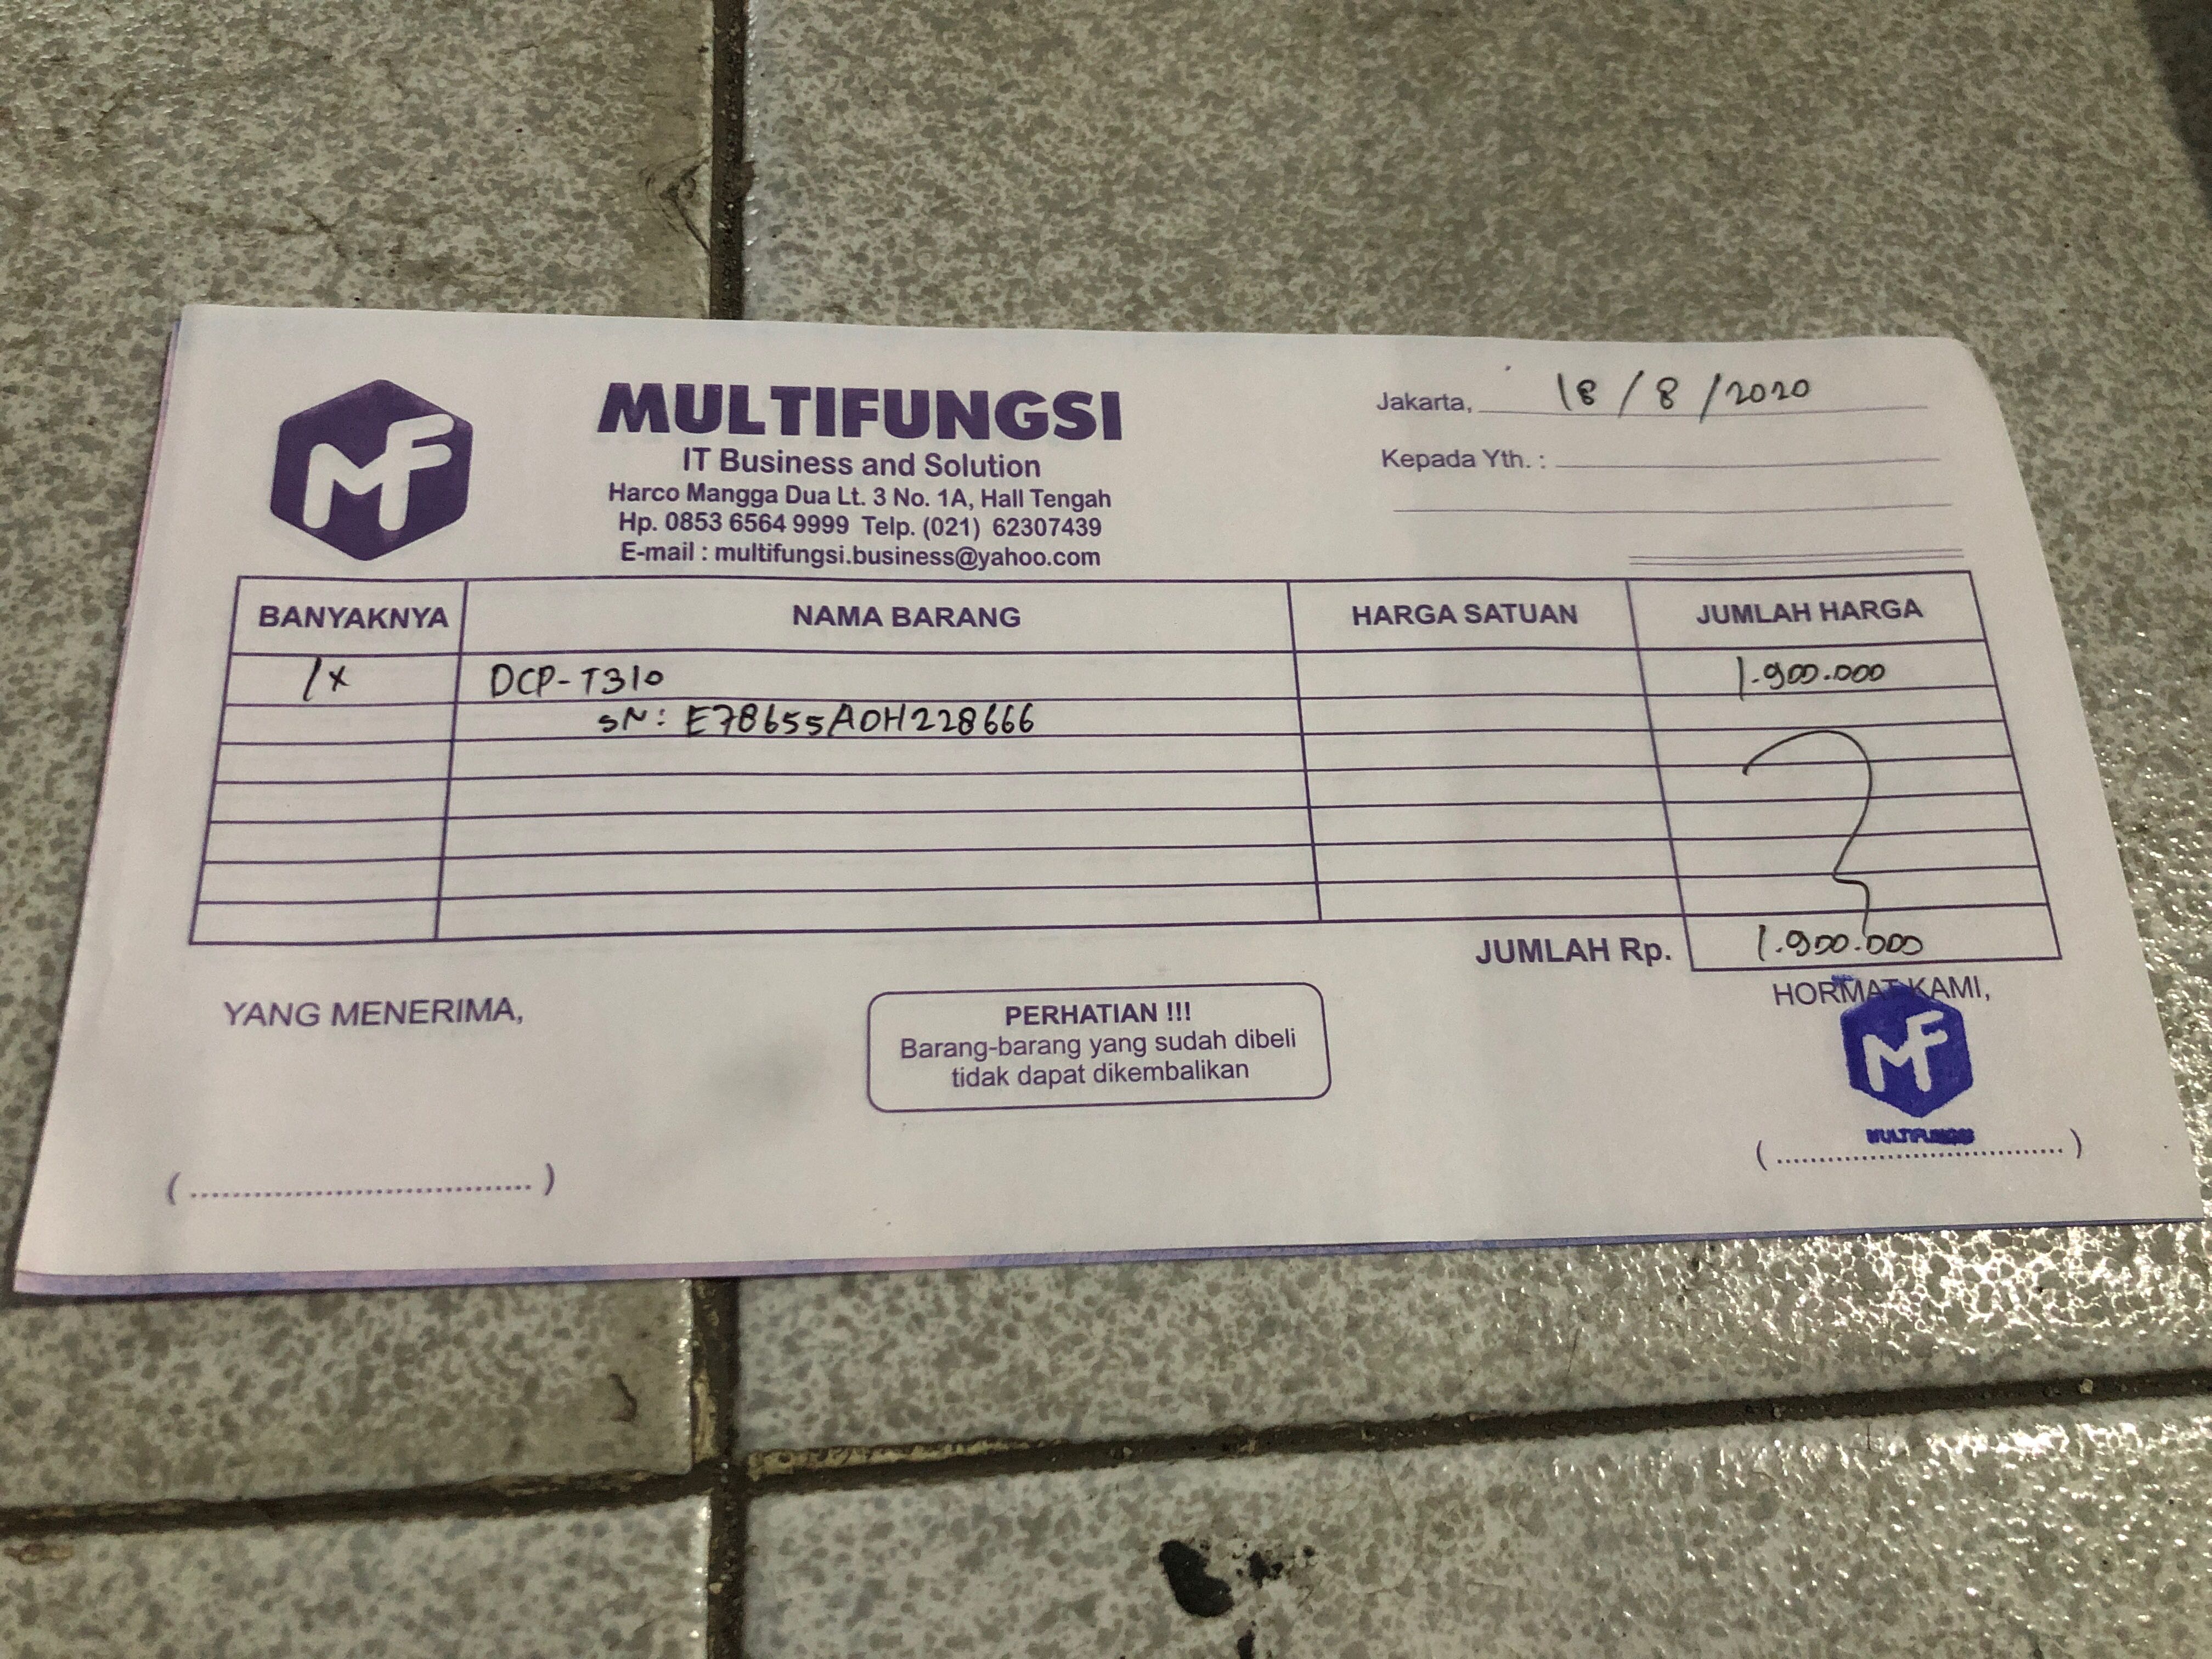 MF
MULTIFUNGSI
IT Business and Solution
Harco Mangga Dua Lt. 3 No. 1A, Hall Tengah
Hp. 0853 6564 9999 Telp. (021) 62307439
E-mail : multifungsi.business@yahoo.com
Jakarta, 18/8/2020
Kepada Yth. :
BANYAKNYA NAMA BARANG HARGA SATUAN JUMLAH HARGA
1x DCP-T310 1.900.000
SN: E78655A0H228666
JUMLAH Rp. 1.900.000
YANG MENERIMA,
(..................................)
PERHATIAN !!!
Barang-barang yang sudah dibeli
tidak dapat dikembalikan
HORMAT KAMI,
MF
MULTIFUNGSI
(..................................)